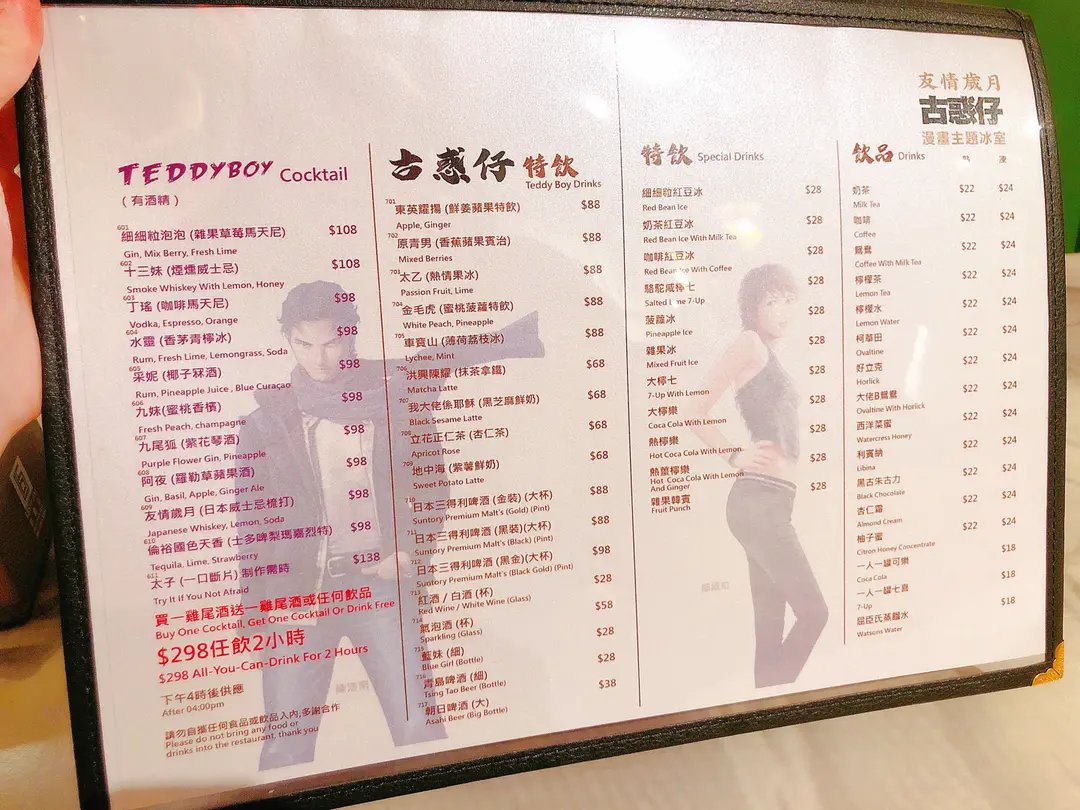 友情歲月
古惑仔
漫畫主題冰室
TEDDYBOY Cocktail
(有酒精)
601 細細粒泡泡 (雜果草莓馬天尼) $108
Gin, Mix Berry, Fresh Lime
602 十三妹 (煙燻威士忌) $108
Smoke Whiskey With Lemon, Honey
603 丁瑤 (咖啡馬天尼) $98
Vodka, Espresso, Orange
604 水靈 (香茅青檸冰) $98
Rum, Fresh Lime, Lemongrass, Soda
605 采妮 (椰子冧酒) $98
Rum, Pineapple Juice , Blue Curaçao
606 九妹(蜜桃香檳) $98
Fresh Peach, champagne
607 九尾狐 (紫花琴酒) $98
Purple Flower Gin, Pineapple
608 阿夜 (羅勒草蘋果酒) $98
Gin, Basil, Apple, Ginger Ale
609 友情歲月 (日本威士忌梳打) $98
Japanese Whiskey, Lemon, Soda
610 倫裕國色天香 (士多啤梨瑪嘉烈特) $98
Tequila, Lime, Strawberry
611 太子 (一口斷片) 制作需時 $138
Try It If You Not Afraid
買一雞尾酒送一雞尾酒或任何飲品
Buy One Cocktail, Get One Cocktail Or Drink Free
$298任飲2小時
$298 All-You-Can-Drink For 2 Hours
下午4時後供應
After 04:00pm
請勿自攜任何食品或飲品入內,多謝合作
Please do not bring any food or
drinks into the restaurant, thank you
古惑仔 特飲
Teddy Boy Drinks
701 東英耀揚 (鮮姜蘋果特飲) $88
Apple, Ginger
702 原青男 (香蕉蘋果賓治) $88
Mixed Berries
703 太乙 (熱情果冰) $88
Passion Fruit, Lime
704 金毛虎 (蜜桃菠蘿特飲) $88
White Peach, Pineapple
705 車寶山 (薄荷荔枝冰) $88
Lychee, Mint
706 洪興陳耀 (抹茶拿鐵) $68
Matcha Latte
707 我大佬係耶穌 (黑芝麻鮮奶) $68
Black Sesame Latte
708 立花正仁茶 (杏仁茶) $68
Apricot Rose
709 地中海 (紫薯鮮奶) $68
Sweet Potato Latte
710 日本三得利啤酒 (金裝) (大杯) $88
Suntory Premium Malt's (Gold) (Pint)
711 日本三得利啤酒 (黑裝)(大杯) $88
Suntory Premium Malt's (Black) (Pint)
712 日本三得利啤酒 (黑金)(大杯) $98
Suntory Premium Malt's (Black Gold) (Pint)
713 紅酒 / 白酒 (杯) $28
Red Wine / White Wine (Glass)
714 氣泡酒 (杯) $58
Sparkling (Glass)
715 藍妹 (細) $28
Blue Girl (Bottle)
716 青島啤酒 (細) $28
Tsing Tao Beer (Bottle)
717 朝日啤酒 (大) $38
Asahi Beer (Big Bottle)
特飲 Special Drinks
細細粒紅豆冰 $28
Red Bean Ice
奶茶紅豆冰 $28
Red Bean Ice With Milk Tea
咖啡紅豆冰 $28
Red Bean Ice With Coffee
駱駝咸檸七 $28
Salted Lime 7-Up
菠蘿冰 $28
Pineapple Ice
雜果冰 $28
Mixed Fruit Ice
大檸七 $28
7-Up With Lemon
大檸樂 $28
Coca Cola With Lemon
熱檸樂 $28
Hot Coca Cola With Lemon
熱薑檸樂 $28
Hot Coca Cola With Lemon
And Ginger
雜果韓賓 $28
Fruit Punch
飲品 Drinks 熱 凍
奶茶 $22 $24
Milk Tea
咖啡 $22 $24
Coffee
鴛鴦 $22 $24
Coffee With Milk Tea
檸檬茶 $22 $24
Lemon Tea
檸檬水 $22 $24
Lemon Water
柯華田 $22 $24
Ovaltine
好立克 $22 $24
Horlick
大佬B鴛鴦 $22 $24
Ovaltine With Horlick
西洋菜蜜 $22 $24
Watercress Honey
利賓納 $22 $24
Libina
黑古朱古力 $22 $24
Black Chocolate
杏仁霜 $22 $24
Almond Cream
柚子蜜 $22 $24
Citron Honey Concentrate
一人一罐可樂 $18
Coca Cola
一人一罐七喜 $18
7-Up
屈臣氏蒸餾水 $18
Watsons Water